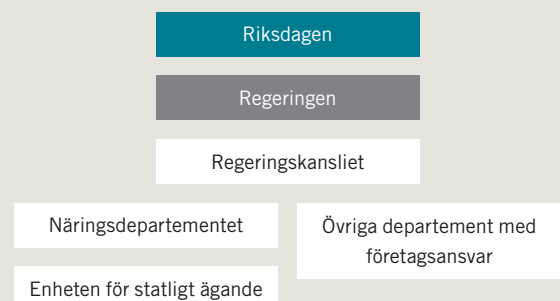 Riksdagen
Regeringen
Regeringskansliet
Näringsdepartementet
Övriga departement med
företagsansvar
Enheten för statligt ägande